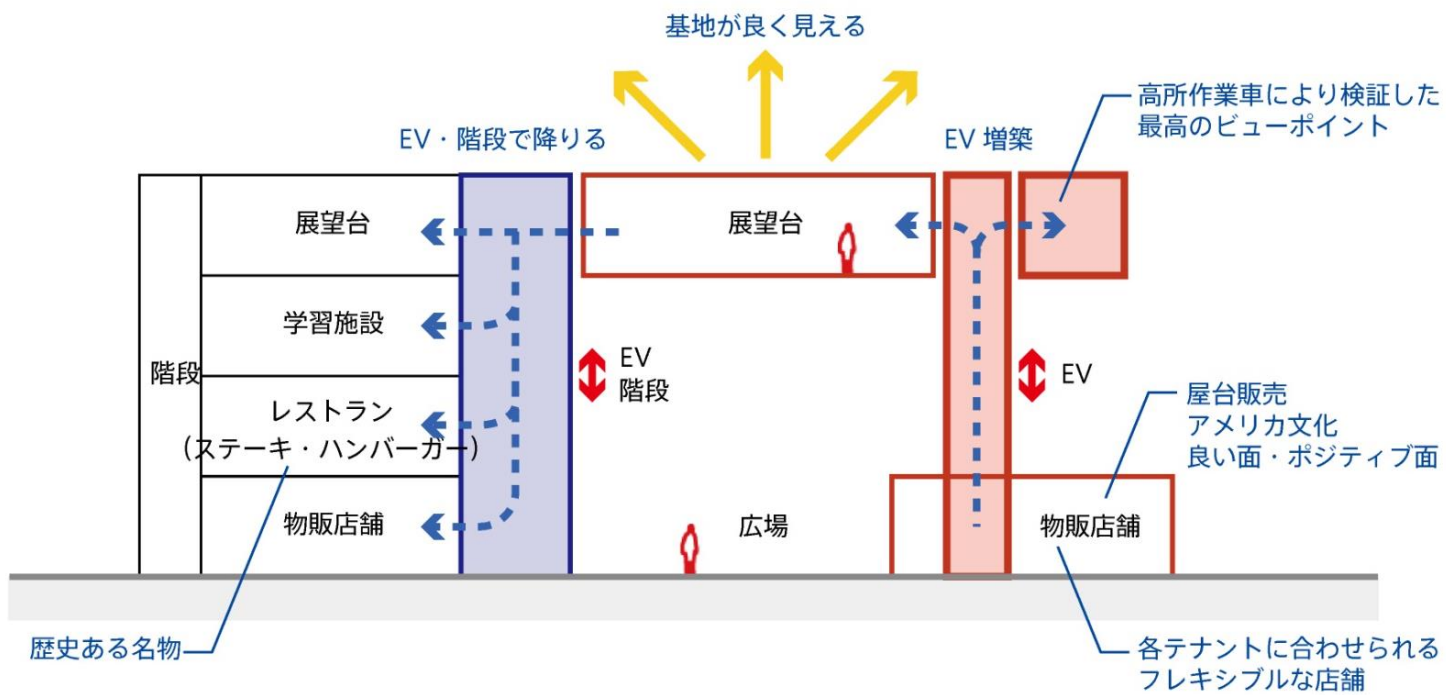 基地が良く見える
高所作業車により検証した
最高のビューポイント
EV・階段で降りる
EV 増築
展望台
展望台
学習施設
階段
EV
階段
EV
レストラン
（ステーキ・ハンバーガー）
屋台販売
アメリカ文化
良い面・ポジティブ面
物販店舗
広場
物販店舗
歴史ある名物
各テナントに合わせられる
フレキシブルな店舗